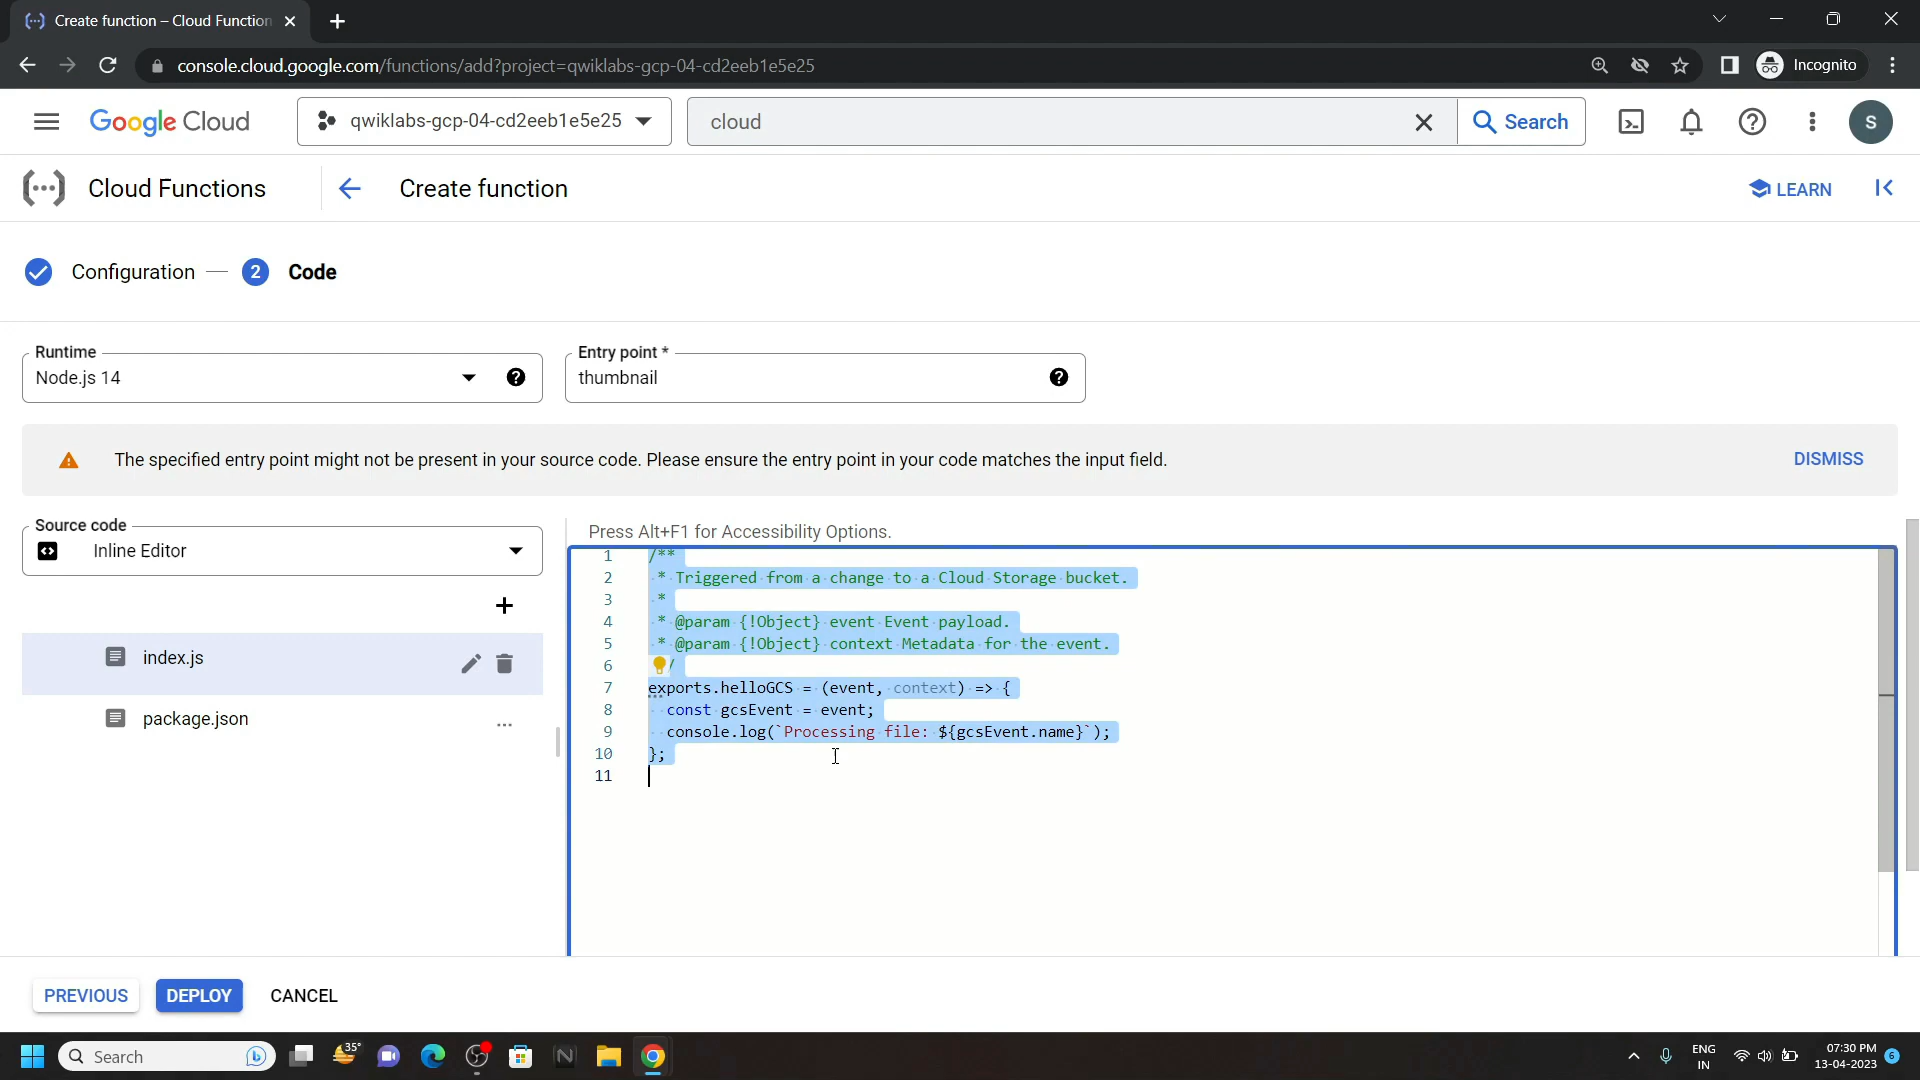 Create function – Cloud Function
console.cloud.google.com/functions/add?project=qwiklabs-gcp-04-cd2eeb1e5e25
Incognito
Google Cloud
qwiklabs-gcp-04-cd2eeb1e5e25
cloud
Search
S
Cloud Functions
Create function
LEARN
Configuration
2
Code
Runtime
Node.js 14
Entry point *
thumbnail
The specified entry point might not be present in your source code. Please ensure the entry point in your code matches the input field.
DISMISS
Source code
Inline Editor
index.js
package.json
Press Alt+F1 for Accessibility Options.
1 /**
2 * Triggered from a change to a Cloud Storage bucket.
3 *
4 * @param {!Object} event Event payload.
5 * @param {!Object} context Metadata for the event.
6 /
7 exports.helloGCS = (event, context) => {
8 const gcsEvent = event;
9 console.log(`Processing file: ${gcsEvent.name}`);
10 };
11
PREVIOUS
DEPLOY
CANCEL
Search
35°
ENG
IN
07:30 PM
13-04-2023
6